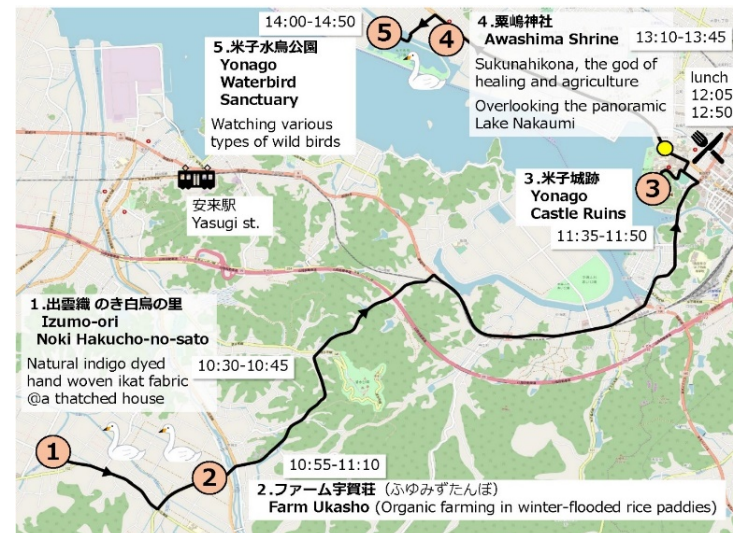 14:00-14:50
5.米子水鳥公園
Yonago
Waterbird
Sanctuary
Watching various
types of wild birds
5
4
4.粟嶋神社
Awashima Shrine
13:10-13:45
Sukunahikona, the god of
healing and agriculture
Overlooking the panoramic
Lake Nakaumi
lunch
12:05
12:50
安来駅
Yasugi st.
3.米子城跡
Yonago
Castle Ruins
11:35-11:50
3
1.出雲織 のき白鳥の里
Izumo-ori
Noki Hakucho-no-sato
Natural indigo dyed
hand woven ikat fabric
@a thatched house
10:30-10:45
1
2
10:55-11:10
2.ファーム宇賀荘（ふゆみずたんぼ）
Farm Ukasho (Organic farming in winter-flooded rice paddies)